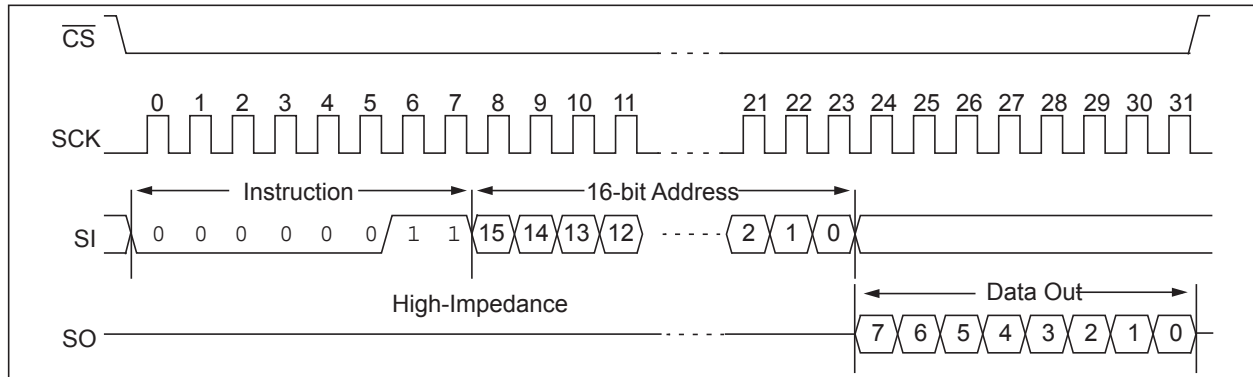 CS
0 1 2 3 4 5 6 7 8 9 10 11 21 22 23 24 25 26 27 28 29 30 31
SCK
Instruction 16-bit Address
SI 0 0 0 0 0 0 1 1 15 14 13 12 2 1 0
High-Impedance Data Out
SO 7 6 5 4 3 2 1 0